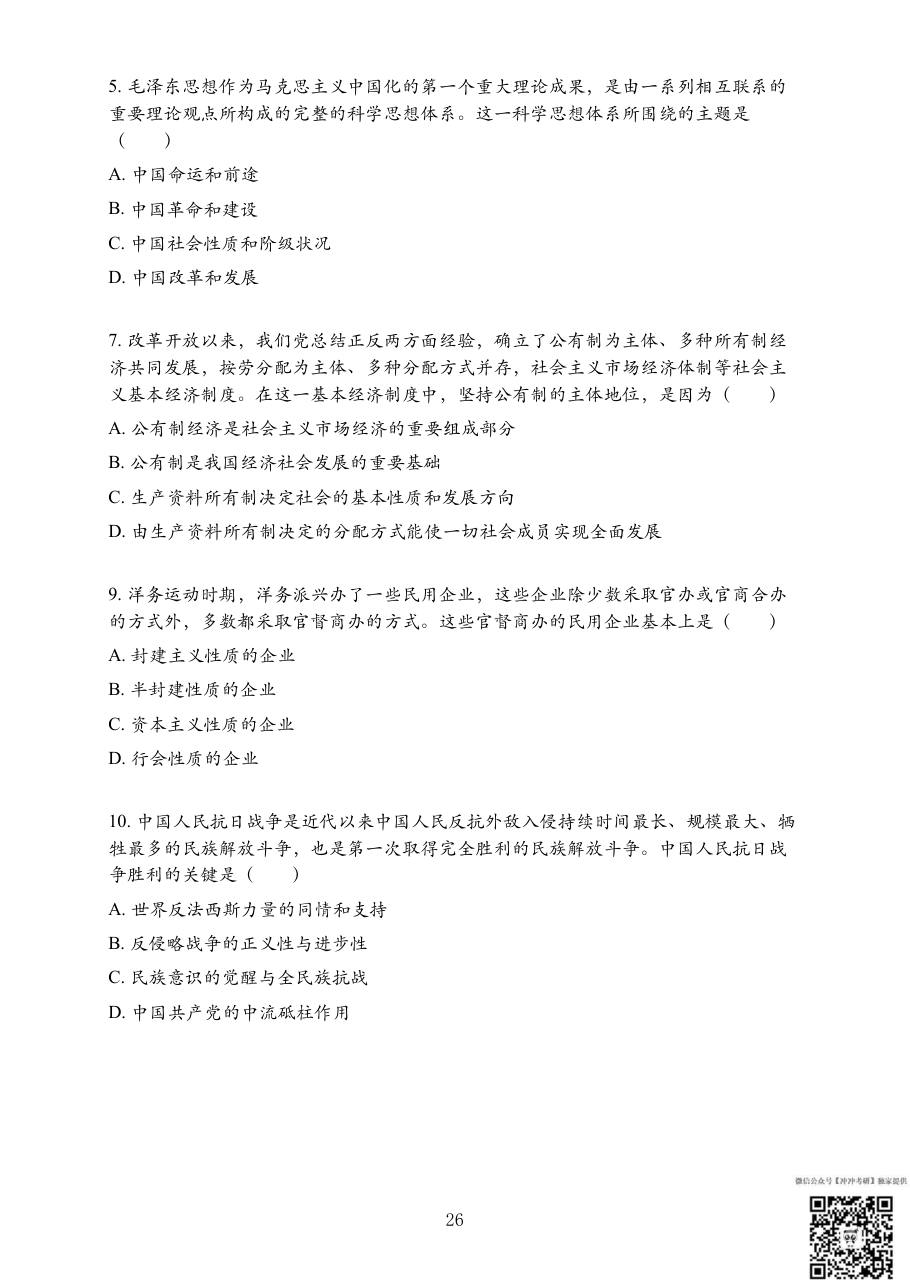 5. 毛泽东思想作为马克思主义中国化的第一个重大理论成果，是由一系列相互联系的
重要理论观点所构成的完整的科学思想体系。这一科学思想体系所围绕的主题是
（　　）
A. 中国命运和前途
B. 中国革命和建设
C. 中国社会性质和阶级状况
D. 中国改革和发展
7. 改革开放以来，我们党总结正反两方面经验，确立了公有制为主体、多种所有制经
济共同发展，按劳分配为主体、多种分配方式并存，社会主义市场经济体制等社会主
义基本经济制度。在这一基本经济制度中，坚持公有制的主体地位，是因为（　　）
A. 公有制经济是社会主义市场经济的重要组成部分
B. 公有制是我国经济社会发展的重要基础
C. 生产资料所有制决定社会的基本性质和发展方向
D. 由生产资料所有制决定的分配方式能使一切社会成员实现全面发展
9. 洋务运动时期，洋务派兴办了一些民用企业，这些企业除少数采取官办或官商合办
的方式外，多数都采取官督商办的方式。这些官督商办的民用企业基本上是（　　）
A. 封建主义性质的企业
B. 半封建性质的企业
C. 资本主义性质的企业
D. 行会性质的企业
10. 中国人民抗日战争是近代以来中国人民反抗外敌入侵持续时间最长、规模最大、牺
牲最多的民族解放斗争，也是第一次取得完全胜利的民族解放斗争。中国人民抗日战
争胜利的关键是（　　）
A. 世界反法西斯力量的同情和支持
B. 反侵略战争的正义性与进步性
C. 民族意识的觉醒与全民族抗战
D. 中国共产党的中流砥柱作用
微信公众号【冲冲考研】独家提供
26